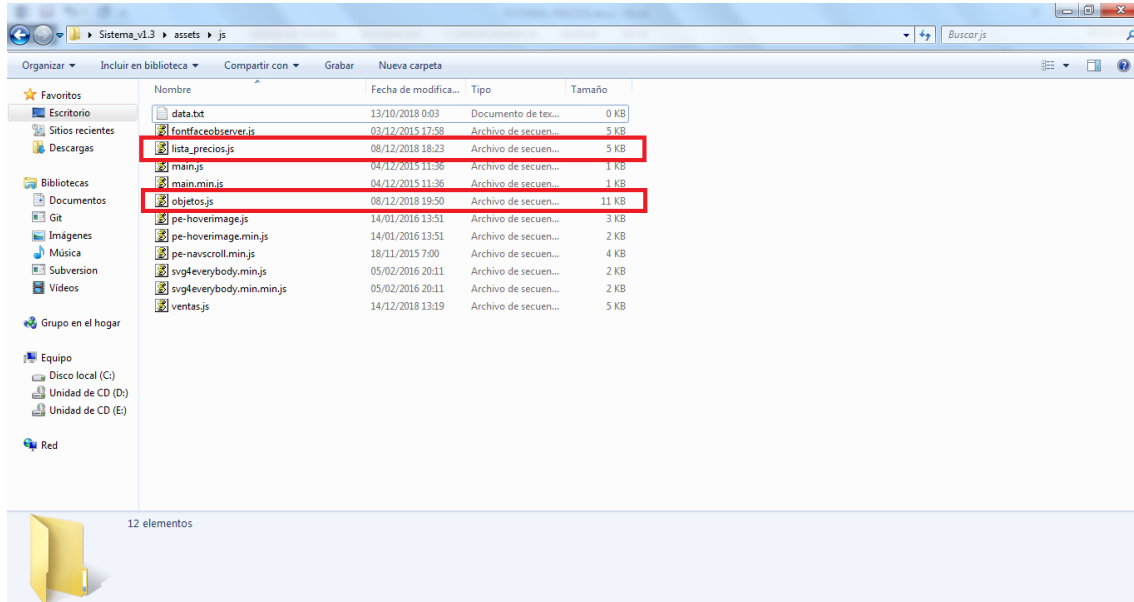 Sistema_v1.3 ▸ assets ▸ js
Buscar js
Organizar Incluir en biblioteca Compartir con Grabar Nueva carpeta
Favoritos
Escritorio
Sitios recientes
Descargas
Bibliotecas
Documentos
Git
Imágenes
Música
Subversion
Vídeos
Grupo en el hogar
Equipo
Disco local (C:)
Unidad de CD (D:)
Unidad de CD (E:)
Red
Nombre Fecha de modifica... Tipo Tamaño
data.txt 13/10/2018 0:03 Documento de tex... 0 KB
fontfaceobserver.js 03/12/2015 17:58 Archivo de secuen... 5 KB
lista_precios.js 08/12/2018 18:23 Archivo de secuen... 5 KB
main.js 04/12/2015 11:36 Archivo de secuen... 1 KB
main.min.js 04/12/2015 11:36 Archivo de secuen... 1 KB
objetos.js 08/12/2018 19:50 Archivo de secuen... 11 KB
pe-hoverimage.js 14/01/2016 13:51 Archivo de secuen... 3 KB
pe-hoverimage.min.js 14/01/2016 13:51 Archivo de secuen... 2 KB
pe-navscroll.min.js 18/11/2015 7:00 Archivo de secuen... 4 KB
svg4everybody.min.js 05/02/2016 20:11 Archivo de secuen... 2 KB
svg4everybody.min.min.js 05/02/2016 20:11 Archivo de secuen... 2 KB
ventas.js 14/12/2018 13:19 Archivo de secuen... 5 KB
12 elementos